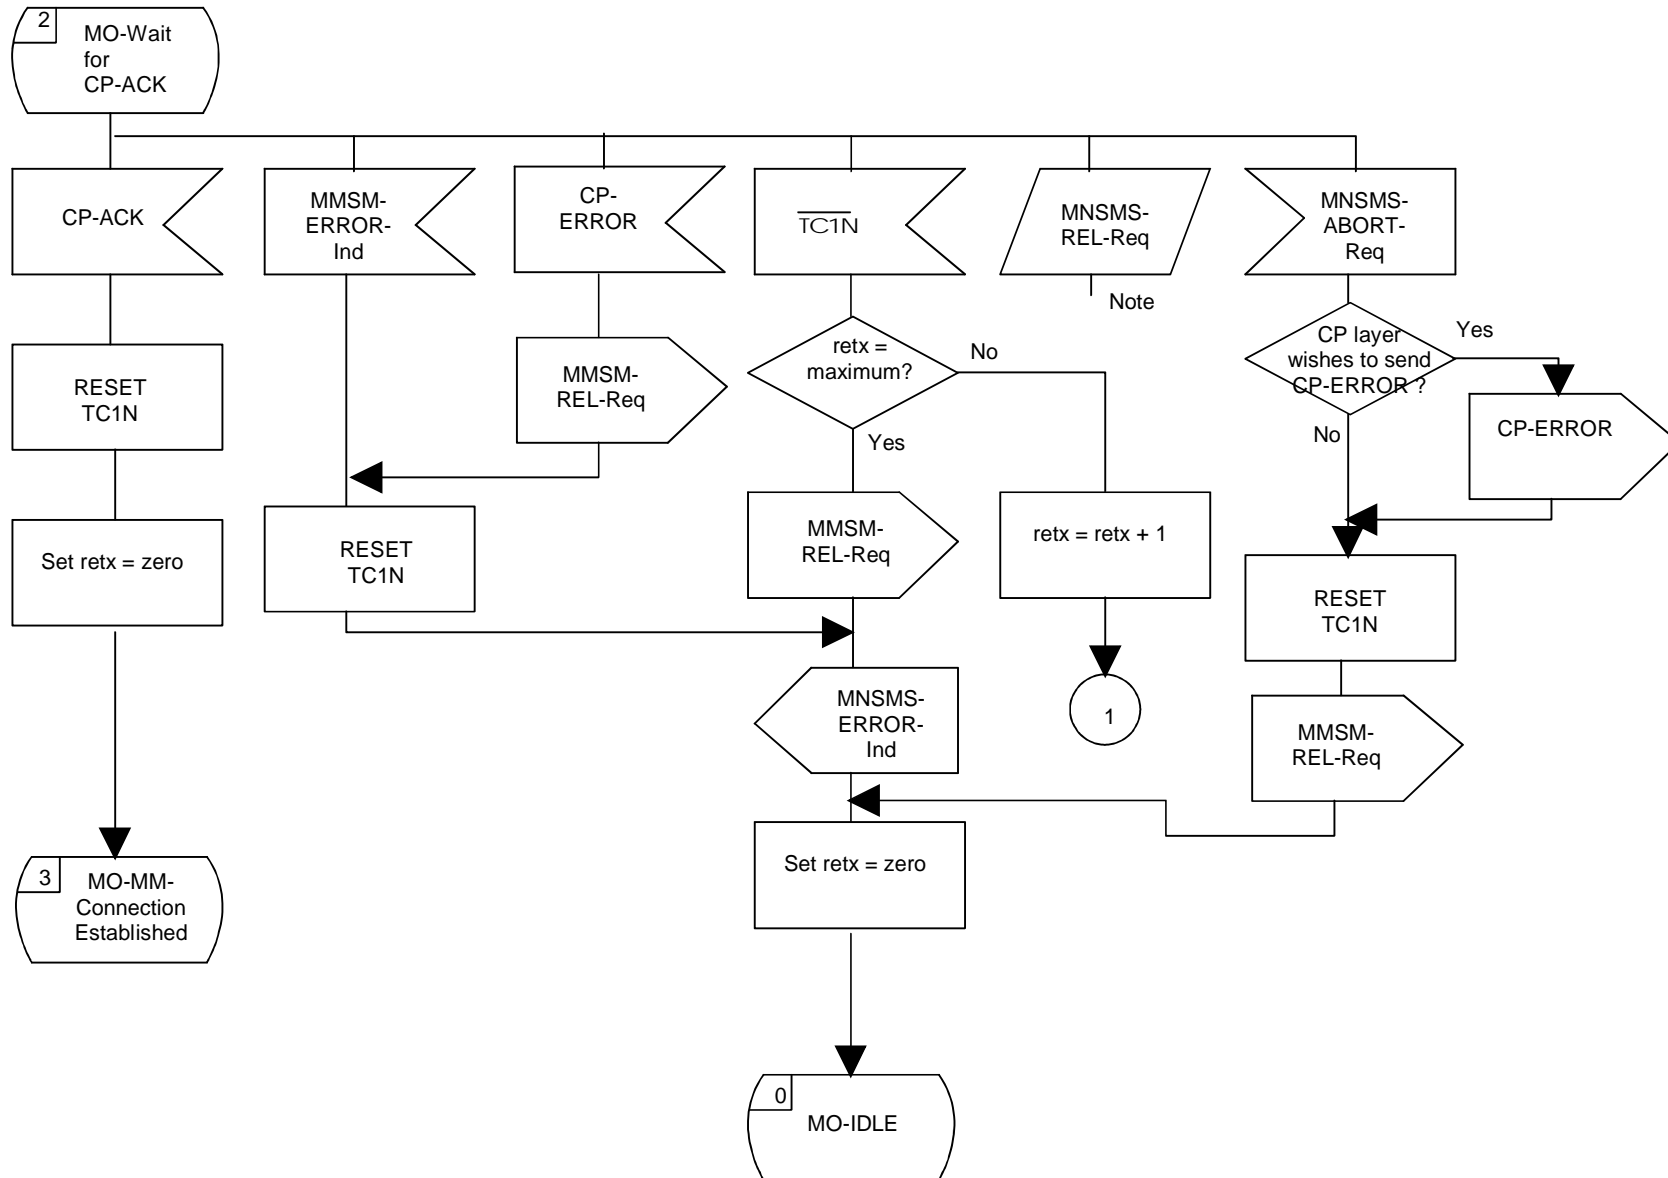 2
MO-Wait
for
CP-ACK
CP-ACK
MMSM-
ERROR-
Ind
CP-
ERROR
TC1N
MNSMS-
REL-Req
Note
MNSMS-
ABORT-
Req
RESET
TC1N
MMSM-
REL-Req
retx =
maximum?
No
Yes
CP layer
wishes to send
CP-ERROR ?
Yes
No
CP-ERROR
Set retx = zero
RESET
TC1N
MMSM-
REL-Req
retx = retx + 1
RESET
TC1N
MNSMS-
ERROR-
Ind
1
MMSM-
REL-Req
Set retx = zero
3
MO-MM-
Connection
Established
0
MO-IDLE